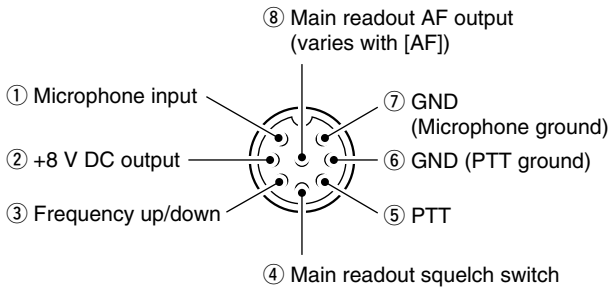 ⑧ Main readout AF output
(varies with [AF])
① Microphone input
⑦ GND
(Microphone ground)
② +8 V DC output
⑥ GND (PTT ground)
③ Frequency up/down
⑤ PTT
④ Main readout squelch switch